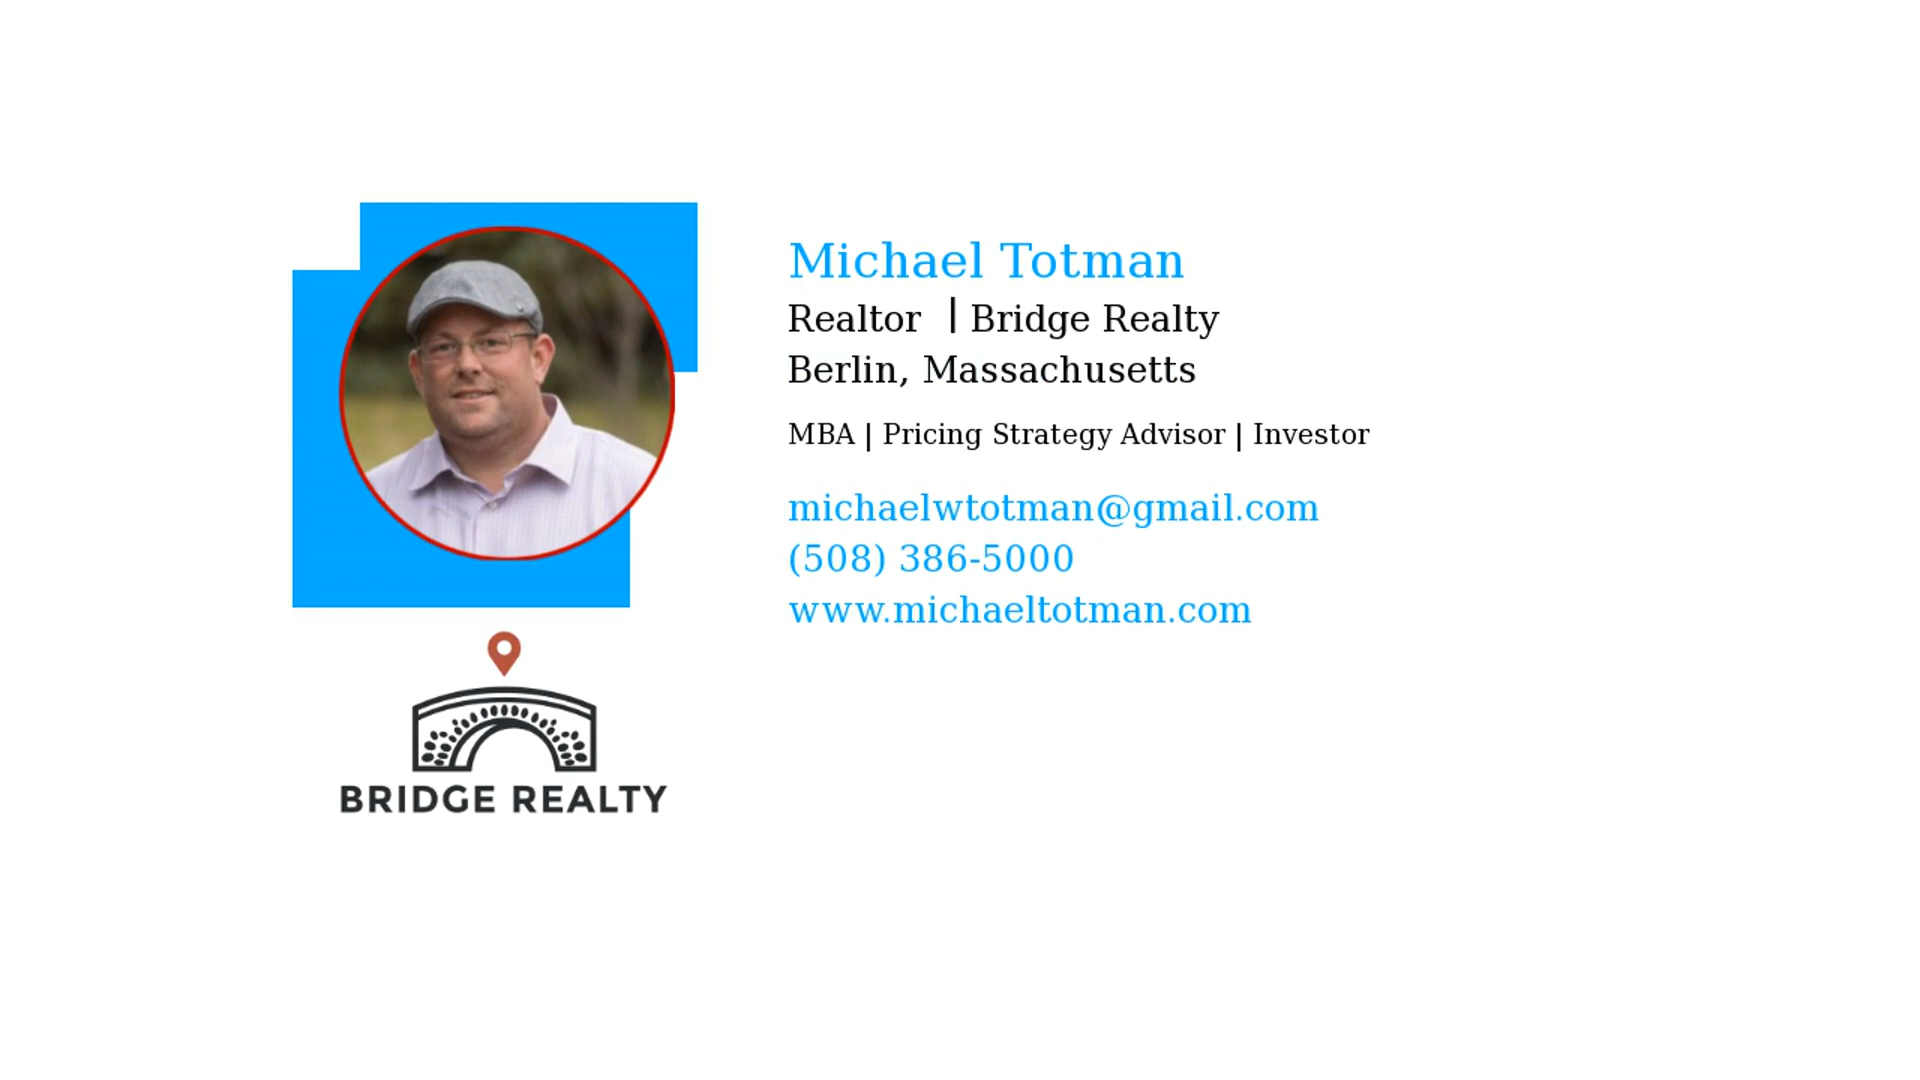 Michael Totman
Realtor | Bridge Realty
Berlin, Massachusetts
MBA | Pricing Strategy Advisor | Investor
michaelwtotman@gmail.com
(508) 386-5000
www.michaeltotman.com
BRIDGE REALTY